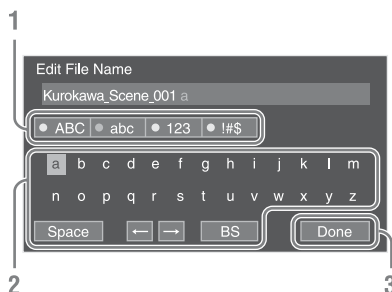 1
Edit File Name
Kurokawa_Scene_001 a
ABC abc 123 !#$
a b c d e f g h i j k l m
n o p q r s t u v w x y z
Space ← → BS Done
2 3